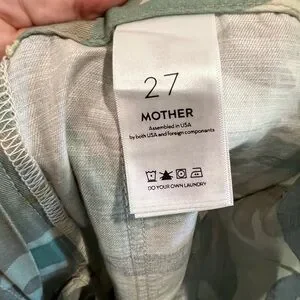 27
MOTHER
Assembled in USA
by both USA and foreign components
DO YOUR OWN LAUNDRY